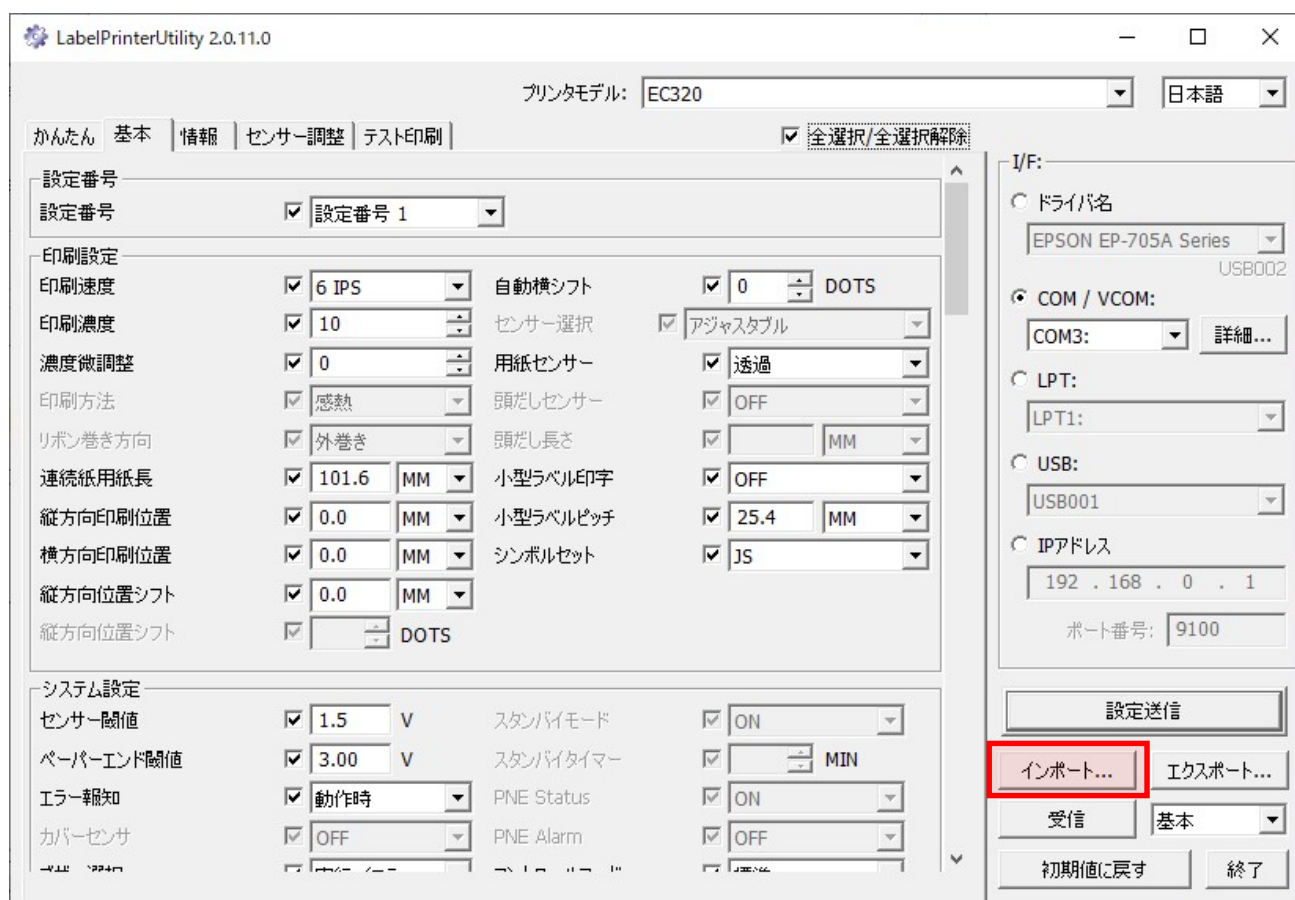 LabelPrinterUtility 2.0.11.0
プリンタモデル: EC320 日本語
かんたん 基本 情報 センサー調整 テスト印刷 全選択/全選択解除
設定番号
設定番号 設定番号 1
印刷設定
印刷速度 6 IPS 自動横シフト 0 DOTS
印刷濃度 10 センサー選択 アジャスタブル
濃度微調整 0 用紙センサー 透過
印刷方法 感熱 頭だしセンサー OFF
リボン巻き方向 外巻き 頭だし長さ MM
連続紙用紙長 101.6 MM 小型ラベル印字 OFF
縦方向印刷位置 0.0 MM 小型ラベルピッチ 25.4 MM
横方向印刷位置 0.0 MM シンボルセット JS
縦方向位置シフト 0.0 MM
縦方向位置シフト DOTS
システム設定
センサー閾値 1.5 V スタンバイモード ON
ペーパーエンド閾値 3.00 V スタンバイタイマー MIN
エラー報知 動作時 PNE Status ON
カバーセンサ OFF PNE Alarm OFF
I/F:
ドライバ名
EPSON EP-705A Series
USB002
COM / VCOM:
COM3: 詳細...
LPT:
LPT1:
USB:
USB001
IPアドレス
192 . 168 . 0 . 1
ポート番号: 9100
設定送信
インポート... エクスポート...
受信 基本
初期値に戻す 終了